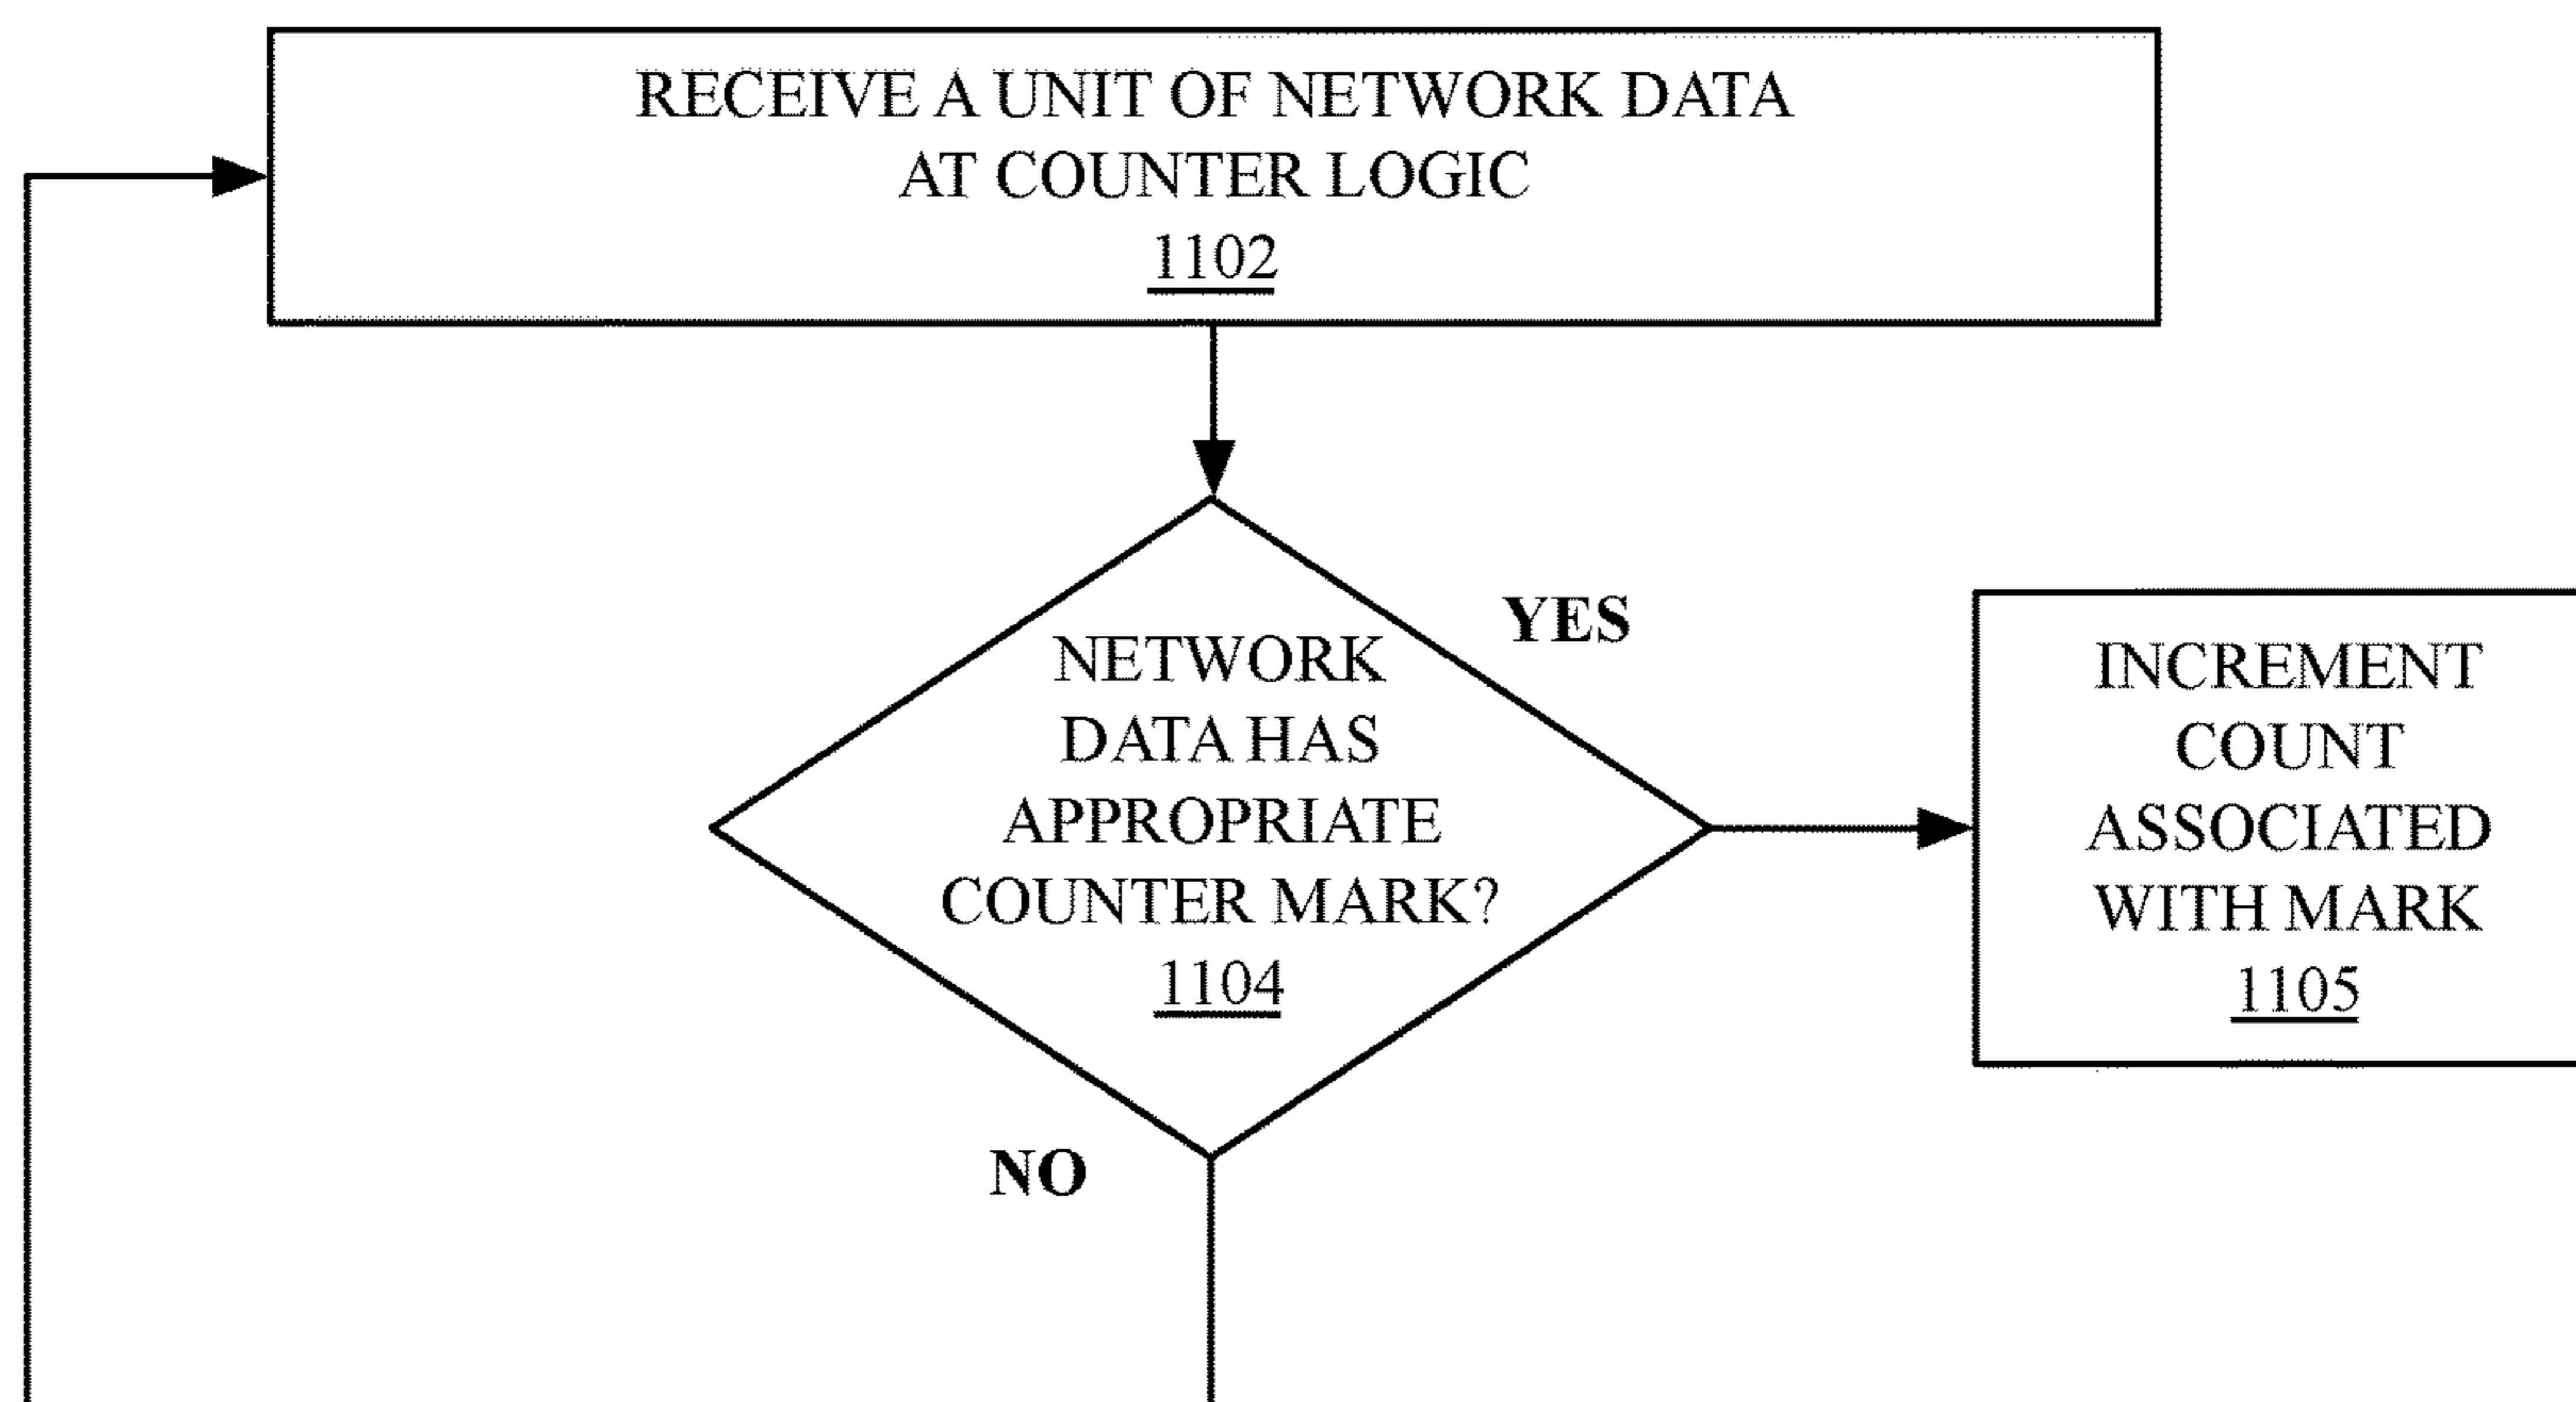 RECEIVE A UNIT OF NETWORK DATA
AT COUNTER LOGIC
1102
NETWORK
DATA HAS
APPROPRIATE
COUNTER MARK?
1104
YES
INCREMENT
COUNT
ASSOCIATED
WITH MARK
1105
NO